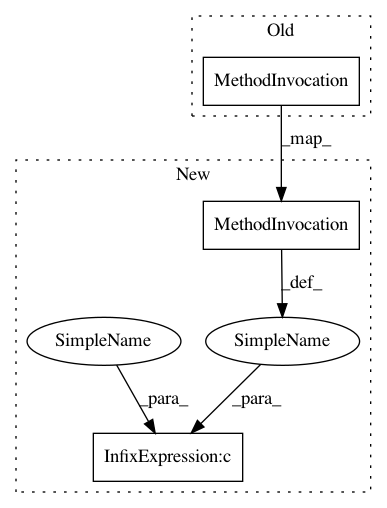 Old
MethodInvocation
_map_
New
MethodInvocation
_def_
SimpleName
SimpleName
_para_
_para_
InfixExpression:c